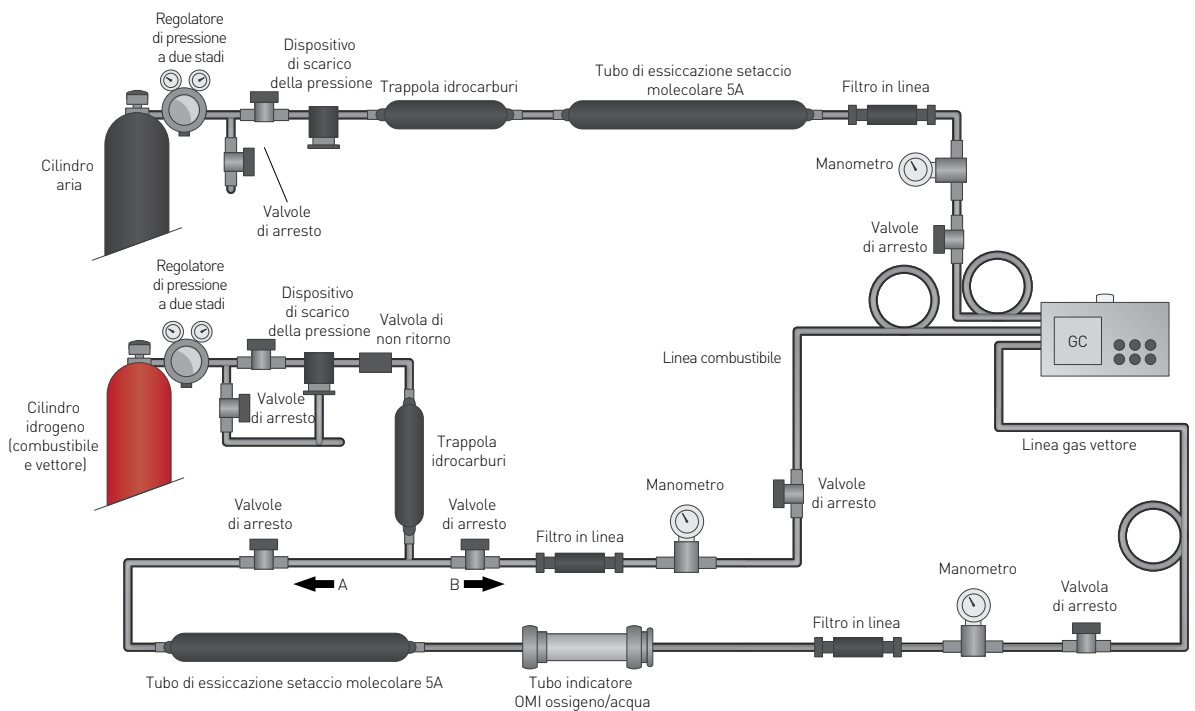 Regolatore
di pressione
a due stadi
Dispositivo
di scarico
della pressione
Trappola idrocarburi
Tubo di essiccazione setaccio
molecolare 5A
Filtro in linea
Cilindro
aria
Manometro
Valvole
di arresto
Valvole
di arresto
Regolatore
di pressione
a due stadi
Dispositivo
di scarico
della pressione
Valvola di
non ritorno
Linea combustibile
GC
Cilindro
idrogeno
(combustibile
e vettore)
Valvole
di arresto
Trappola
idrocarburi
Linea gas vettore
Valvole
di arresto
Valvole
di arresto
Filtro in linea
Manometro
Valvole
di arresto
A
B
Manometro
Valvola
di arresto
Filtro in linea
Tubo di essiccazione setaccio molecolare 5A
Tubo indicatore
OMI ossigeno/acqua